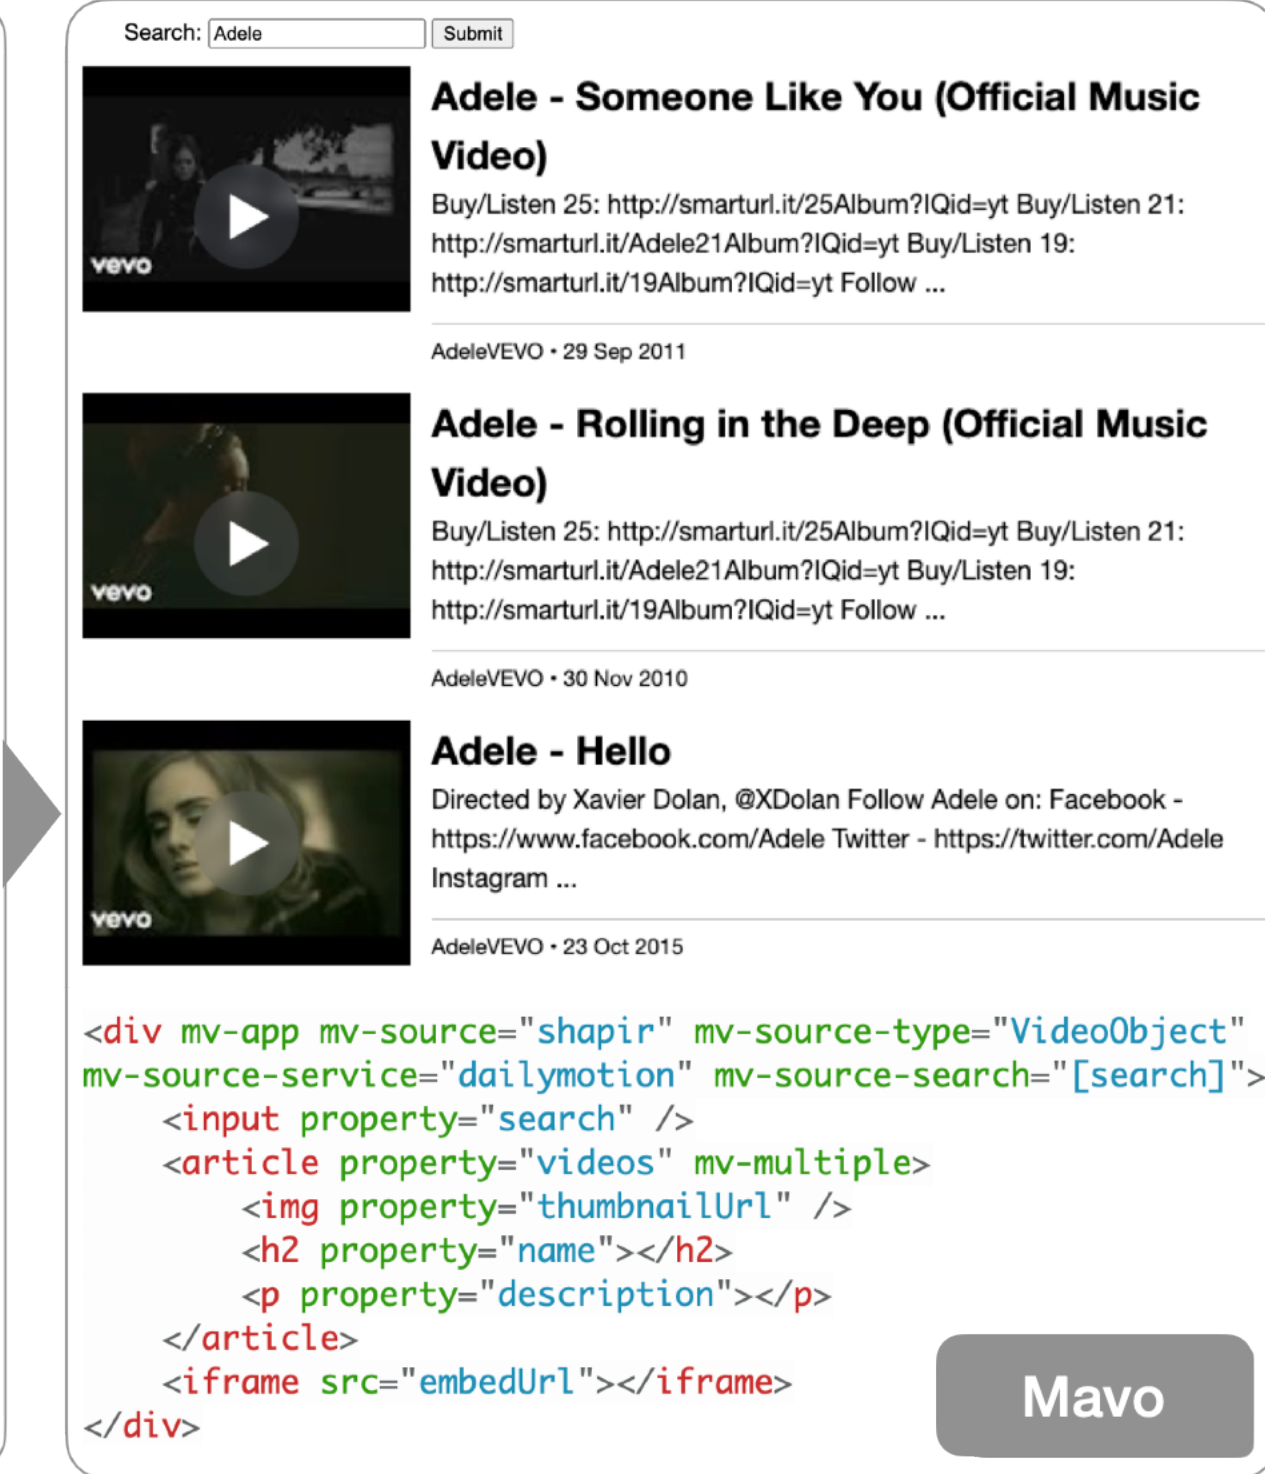 Search: Adele Submit
Adele - Someone Like You (Official Music
Video)
Buy/Listen 25: http://smarturl.it/25Album?IQid=yt Buy/Listen 21:
http://smarturl.it/Adele21Album?IQid=yt Buy/Listen 19:
http://smarturl.it/19Album?IQid=yt Follow ...
vevo
AdeleVEVO • 29 Sep 2011
Adele - Rolling in the Deep (Official Music
Video)
Buy/Listen 25: http://smarturl.it/25Album?IQid=yt Buy/Listen 21:
http://smarturl.it/Adele21Album?IQid=yt Buy/Listen 19:
http://smarturl.it/19Album?IQid=yt Follow ...
vevo
AdeleVEVO • 30 Nov 2010
Adele - Hello
Directed by Xavier Dolan, @XDolan Follow Adele on: Facebook -
https://www.facebook.com/Adele Twitter - https://twitter.com/Adele
Instagram ...
vevo
AdeleVEVO • 23 Oct 2015
<div mv-app mv-source="shapir" mv-source-type="VideoObject"
mv-source-service="dailymotion" mv-source-search="[search]">
<input property="search" />
<article property="videos" mv-multiple>
<img property="thumbnailUrl" />
<h2 property="name"></h2>
<p property="description"></p>
</article>
<iframe src="embedUrl"></iframe>
</div>
Mavo